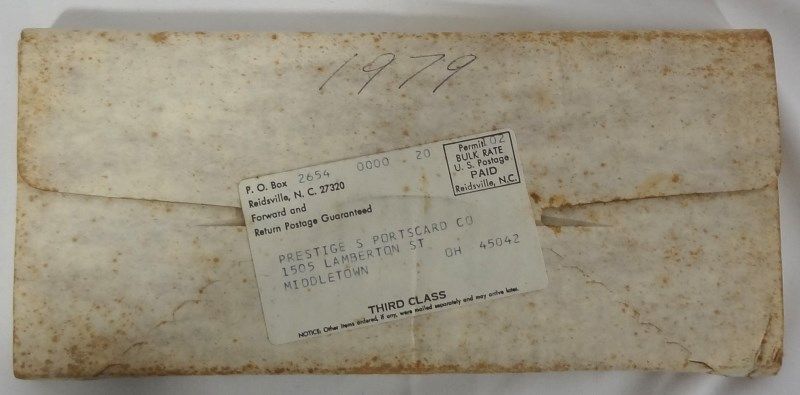 1979
P. O. Box 2654 0000 20
Reidsville, N. C. 27320
Forward and
Return Postage Guaranteed
Permit 02
BULK RATE
U. S. Postage
PAID
Reidsville, N.C.
PRESTIGE S PORTSCARD CO
1505 LAMBERTON ST
MIDDLETOWN OH 45042
THIRD CLASS
NOTICE: Other items ordered, if any, were mailed separately and may arrive later.